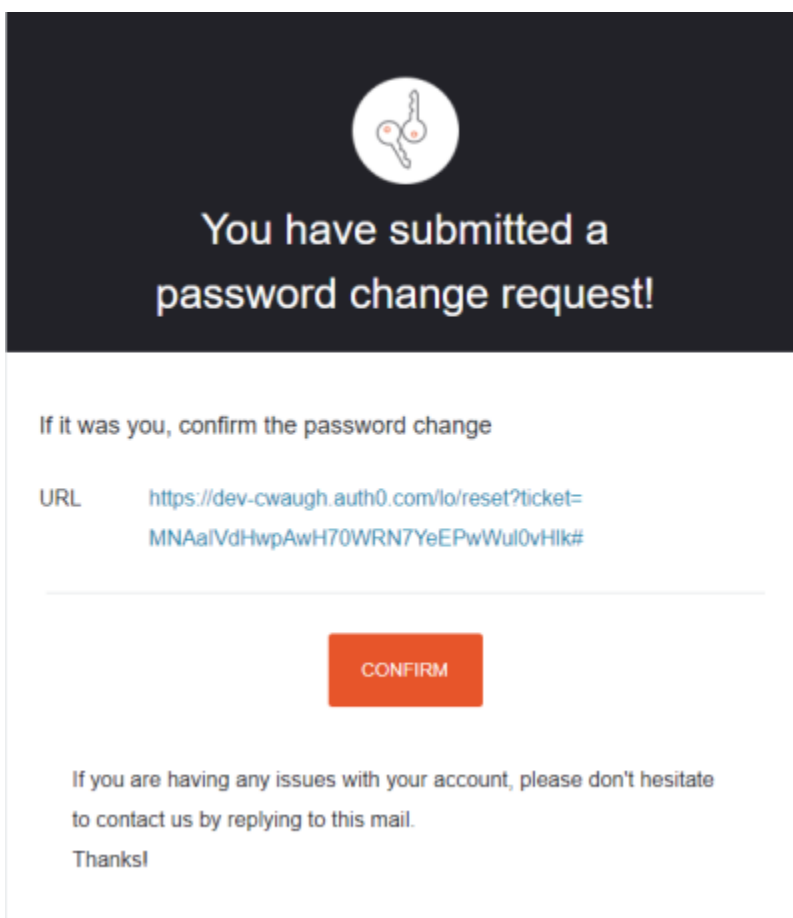 You have submitted a
password change request!
If it was you, confirm the password change
URL https://dev-cwaugh.auth0.com/lo/reset?ticket=
MNAaIVdHwpAwH70WRN7YeEPwWul0vHIk#
CONFIRM
If you are having any issues with your account, please don't hesitate
to contact us by replying to this mail.
Thanks!